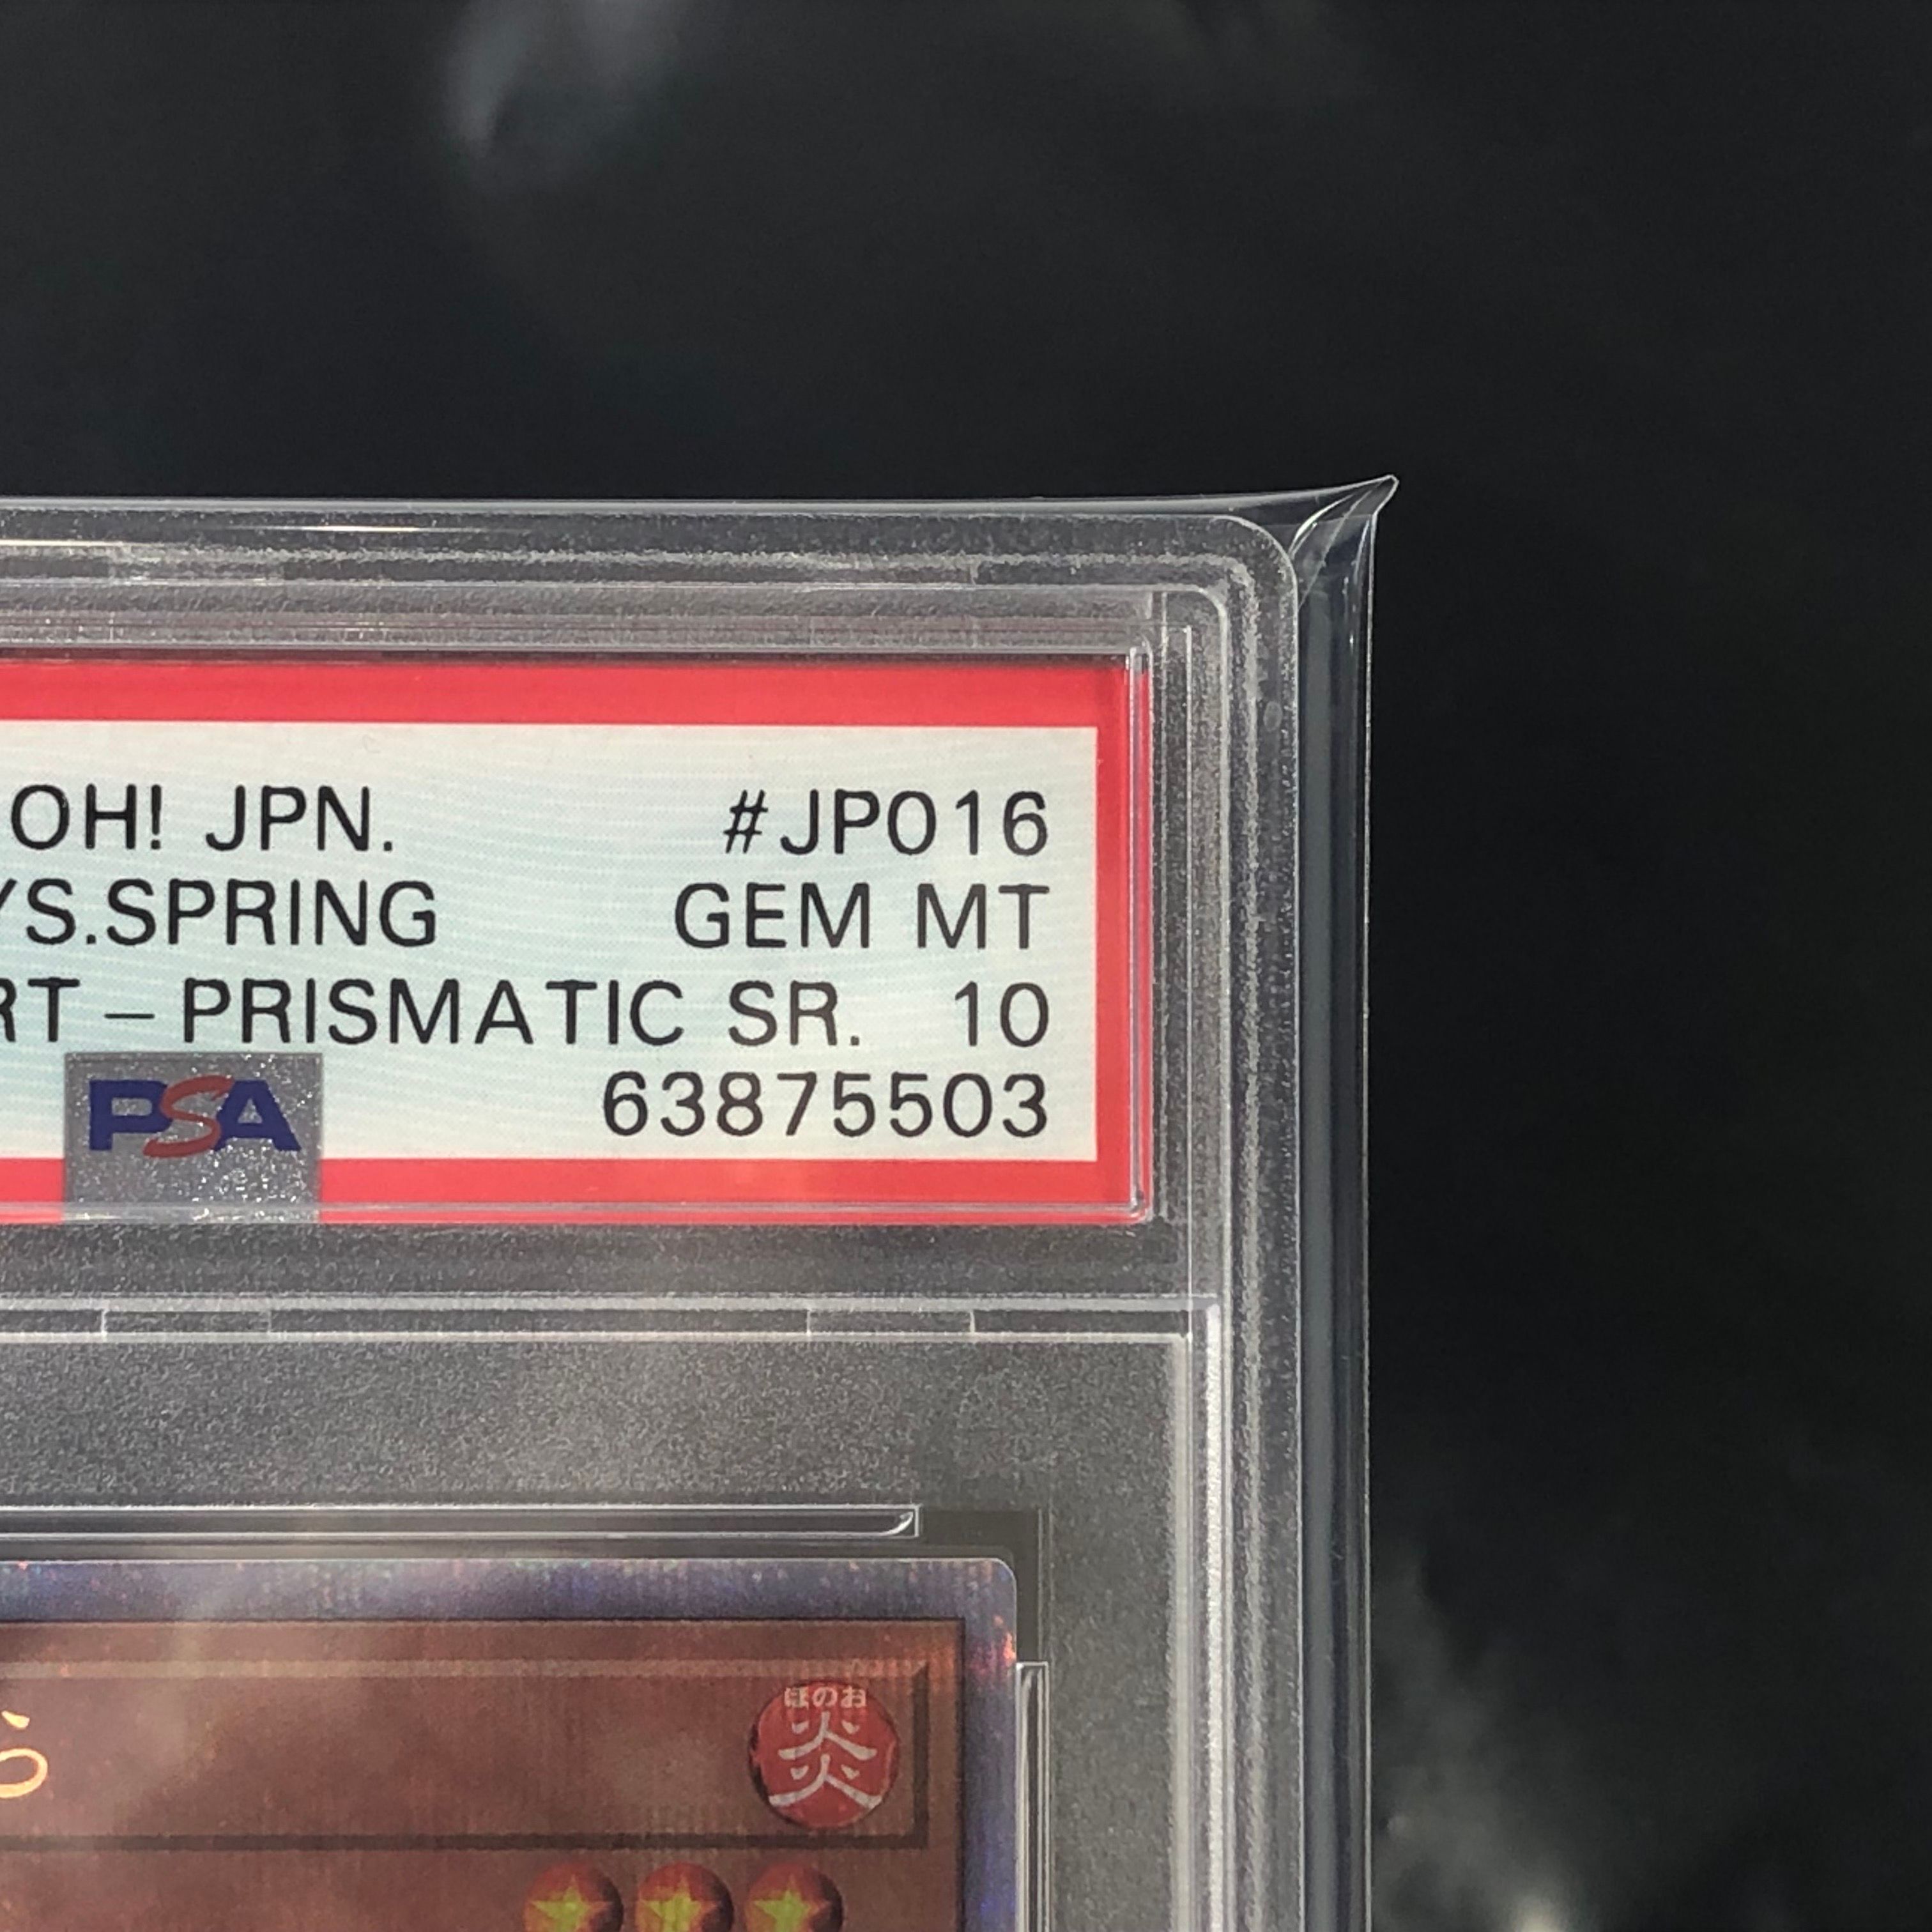 OH! JPN. #JP016
YS.SPRING GEM MT
RT – PRISMATIC SR. 10
PSA 63875503
ほのお
炎